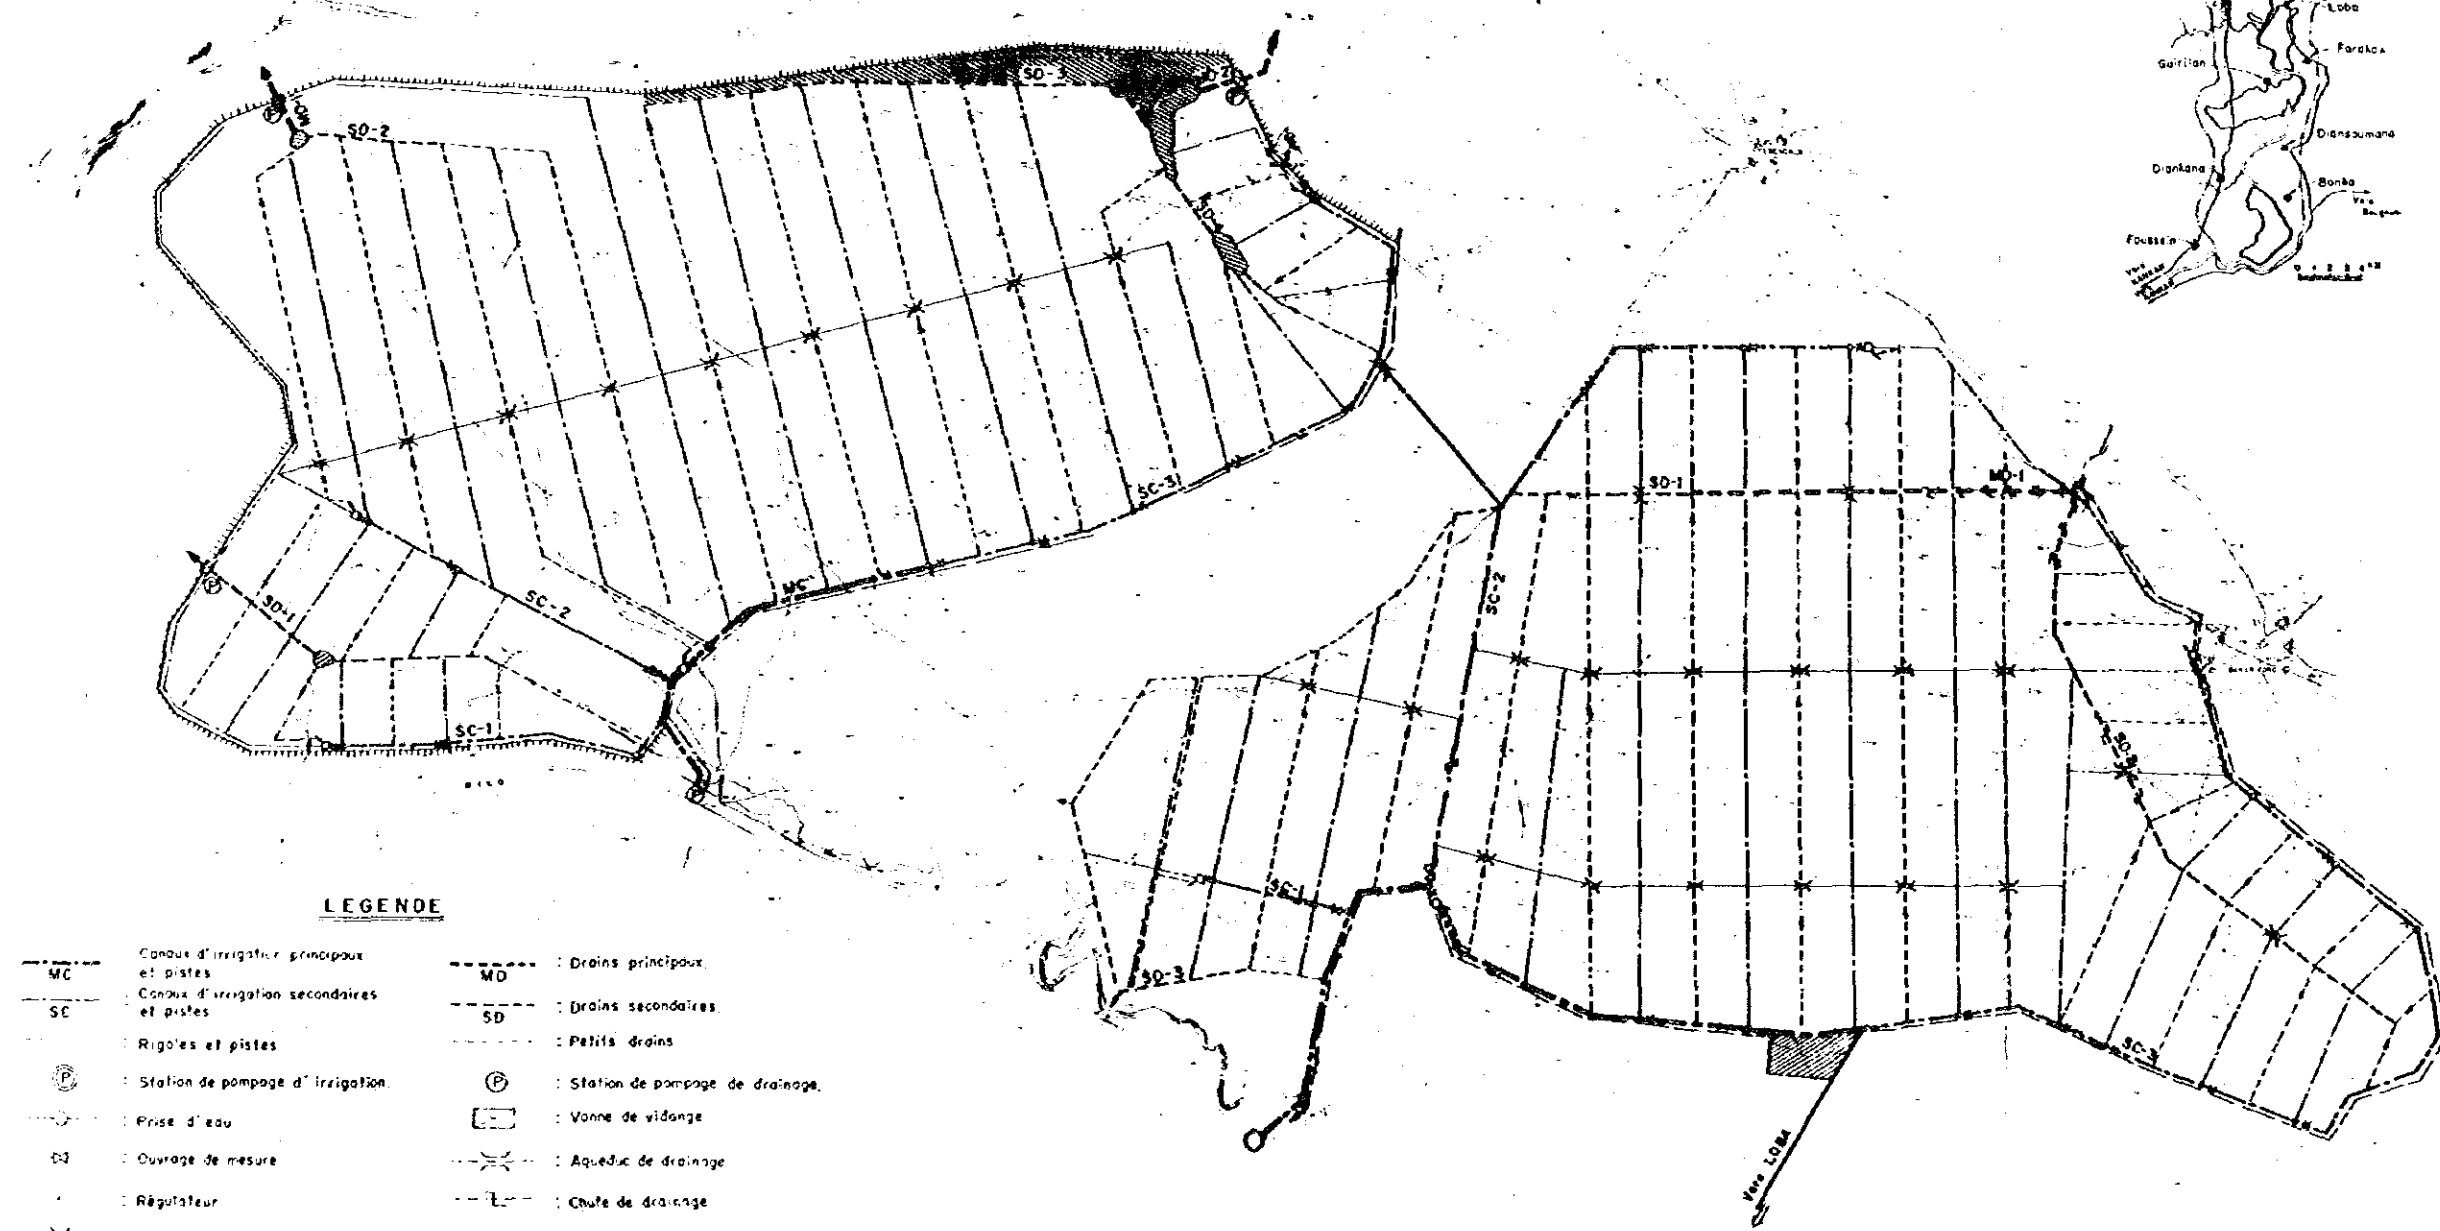 Loba
Farakou
Guirilan
Diansoumana
Diankana
Banko
Foussein
SD-3
SD-2
SC-3
SD-1
MD-1
MC
SC-2
SC-2
SD-1
SC-1
SD-2
SC-1
SD-3
SC-3
Vers LOBA
LEGENDE
MC
Canaux d'irrigation principaux
et pistes
SC
: Canaux d'irrigation secondaires
et pistes
: Rigoles et pistes
P
: Station de pompage d'irrigation.
: Prise d'eau
: Ouvrage de mesure
: Régulateur
MD
: Drains principaux.
SD
: Drains secondaires.
: Petits drains
P
: Station de pompage de drainage.
: Vanne de vidange
: Aqueduc de drainage
: Chute de drainage